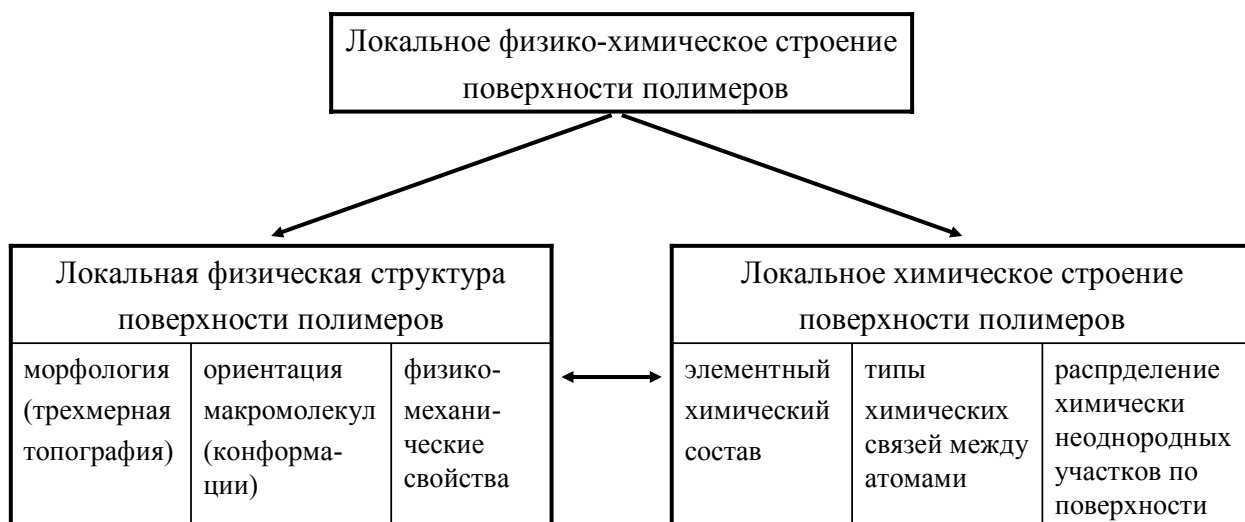 Локальное физико-химическое строение
поверхности полимеров
Локальная физическая структура
поверхности полимеров
морфология
(трехмерная
топография)
ориентация
макромолекул
(конформа-
ции)
физико-
механи-
ческие
свойства
Локальное химическое строение
поверхности полимеров
элементный
химический
состав
типы
химических
связей между
атомами
распрделение
химически
неоднородных
участков по
поверхности